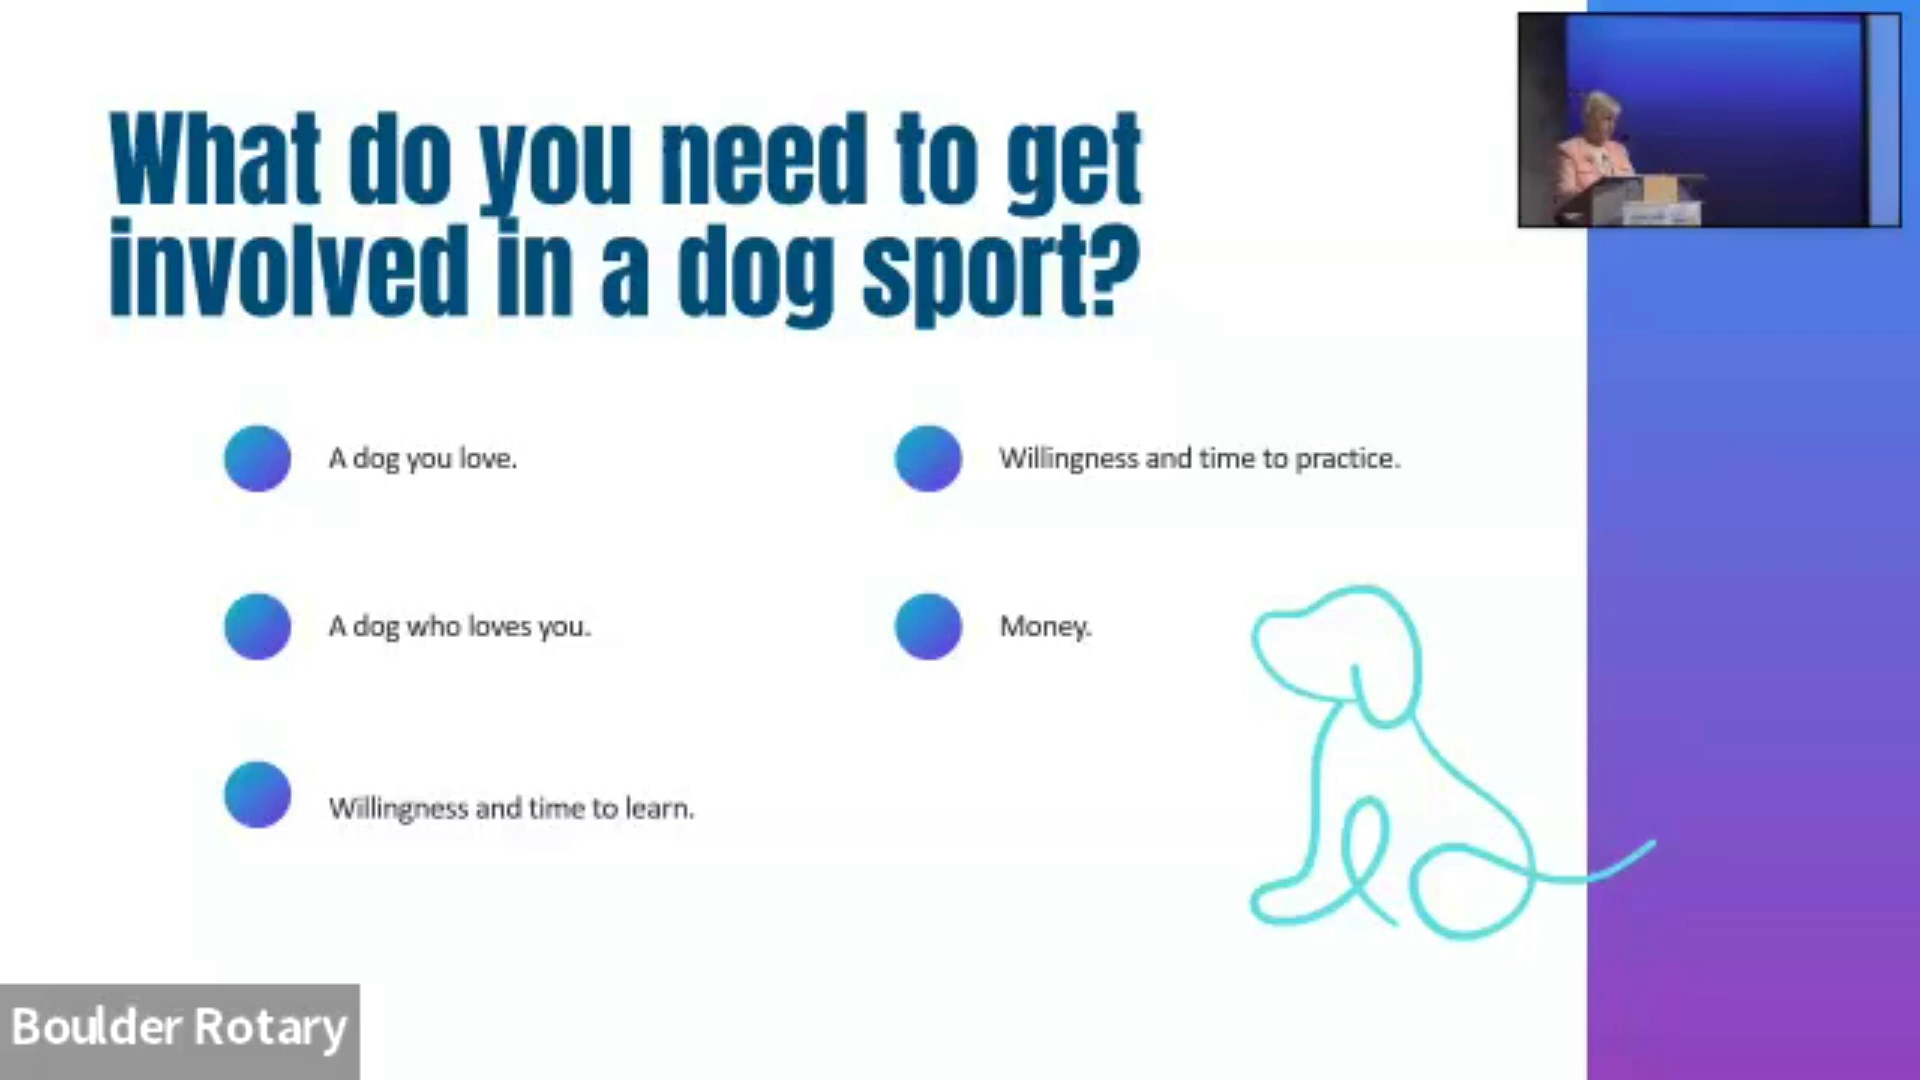 What do you need to get
involved in a dog sport?
A dog you love.
A dog who loves you.
Willingness and time to learn.
Willingness and time to practice.
Money.
Boulder Rotary